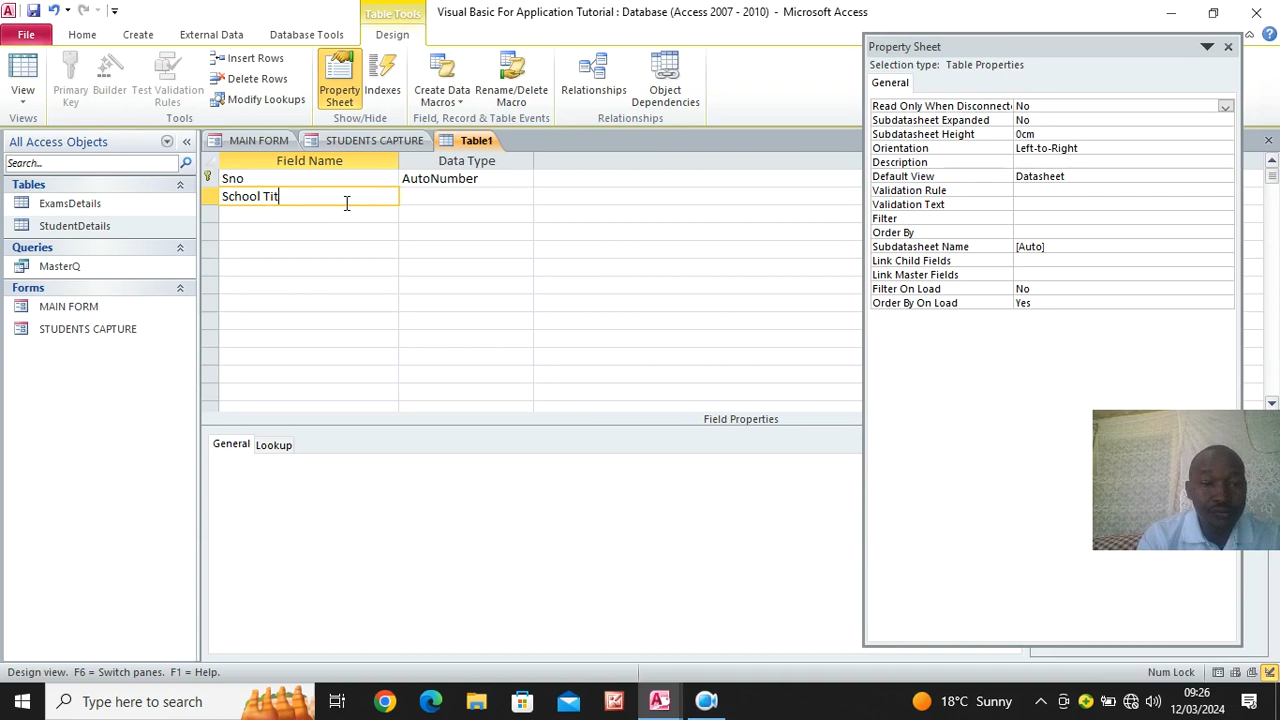 Table Tools
Visual Basic For Application Tutorial : Database (Access 2007 - 2010) - Microsoft Access
File
Home
Create
External Data
Database Tools
Design
View
Primary Key
Builder
Test Validation Rules
Insert Rows
Delete Rows
Modify Lookups
Property Sheet
Indexes
Create Data Macros
Rename/Delete Macro
Relationships
Object Dependencies
Views
Tools
Show/Hide
Field, Record & Table Events
Relationships
All Access Objects
Search...
Tables
ExamsDetails
StudentDetails
Queries
MasterQ
Forms
MAIN FORM
STUDENTS CAPTURE
MAIN FORM
STUDENTS CAPTURE
Table1
Field Name
Data Type
Sno
AutoNumber
School Tit
Field Properties
General
Lookup
Property Sheet
Selection type: Table Properties
General
Read Only When Disconnect
No
Subdatasheet Expanded
No
Subdatasheet Height
0cm
Orientation
Left-to-Right
Description
Default View
Datasheet
Validation Rule
Validation Text
Filter
Order By
Subdatasheet Name
[Auto]
Link Child Fields
Link Master Fields
Filter On Load
No
Order By On Load
Yes
Design view. F6 = Switch panes. F1 = Help.
Num Lock
Type here to search
18°C Sunny
09:26
12/03/2024